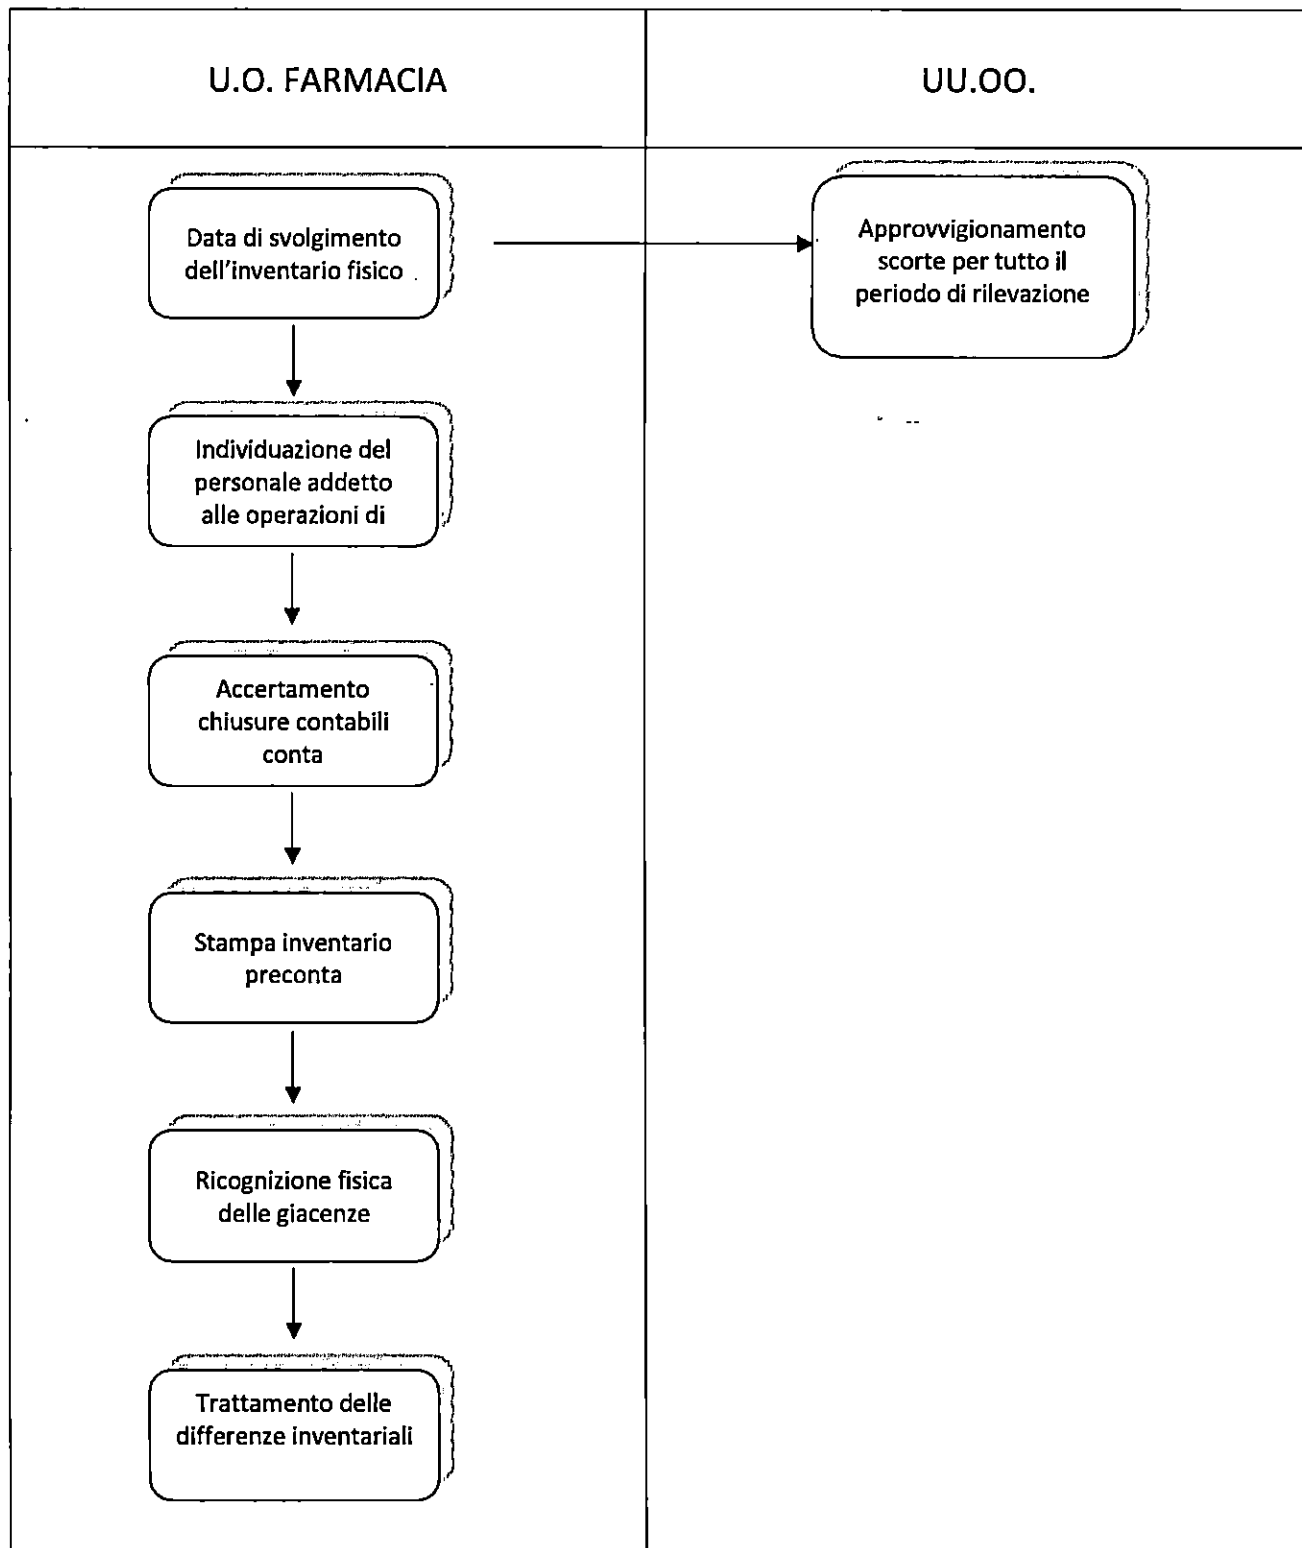 U.O. FARMACIA
UU.OO.
Data di svolgimento
dell'inventario fisico
Approvvigionamento
scorte per tutto il
periodo di rilevazione
Individuazione del
personale addetto
alle operazioni di
Accertamento
chiusure contabili
conta
Stampa inventario
preconta
Ricognizione fisica
delle giacenze
Trattamento delle
differenze inventariali